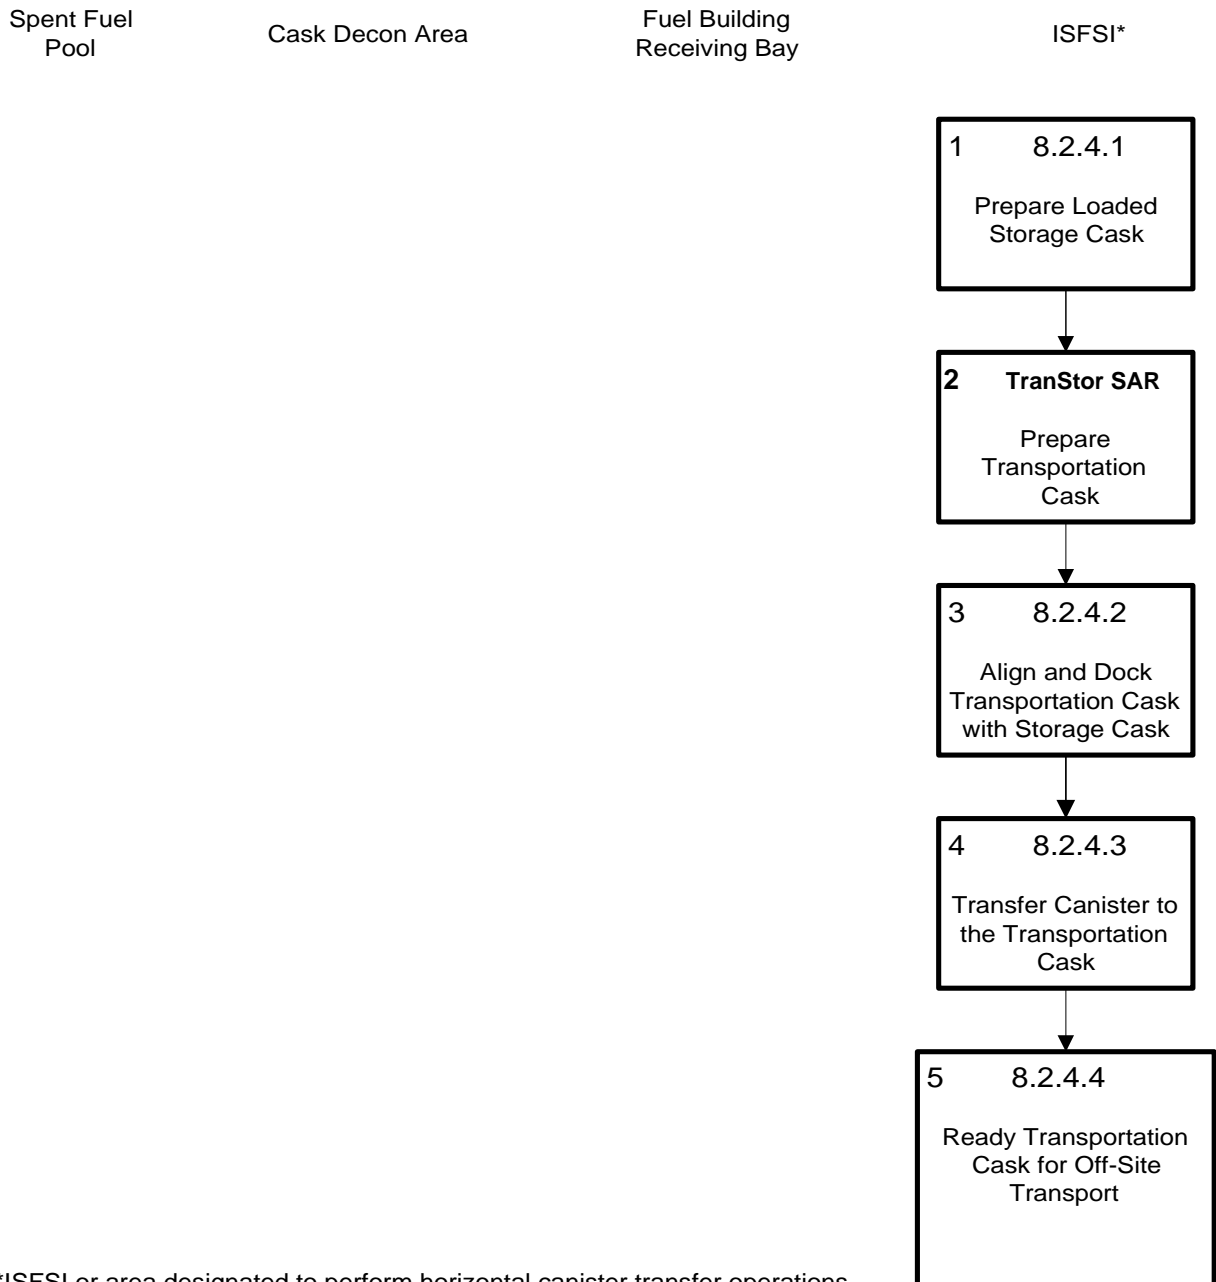 Spent Fuel
Pool
Cask Decon Area
Fuel Building
Receiving Bay
ISFSI*
1 8.2.4.1
Prepare Loaded
Storage Cask
2 TranStor SAR
Prepare
Transportation
Cask
3 8.2.4.2
Align and Dock
Transportation Cask
with Storage Cask
4 8.2.4.3
Transfer Canister to
the Transportation
Cask
5 8.2.4.4
Ready Transportation
Cask for Off-Site
Transport
*ISFSI or area designated to perform horizontal canister transfer operations